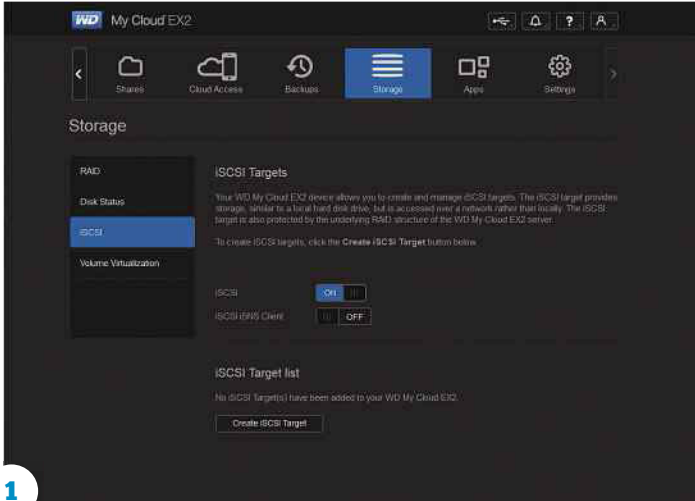 WD My Cloud EX2
?
Shares
Cloud Access
Backups
Storage
Apps
Settings
Storage
RAID
Disk Status
iSCSI
Volume Virtualization
iSCSI Targets
Your WD My Cloud EX2 device allows you to create and manage iSCSI targets. The iSCSI target provides
storage, similar to a local hard disk drive, but is accessed over a network rather than locally. The iSCSI
target is also protected by the underlying RAID structure of the WD My Cloud EX2 server.
To create iSCSI targets, click the Create iSCSI Target button below.
iSCSI
ON
iSCSI iSNS Client
OFF
iSCSI Target list
No iSCSI Target(s) have been added to your WD My Cloud EX2.
Create iSCSI Target
1